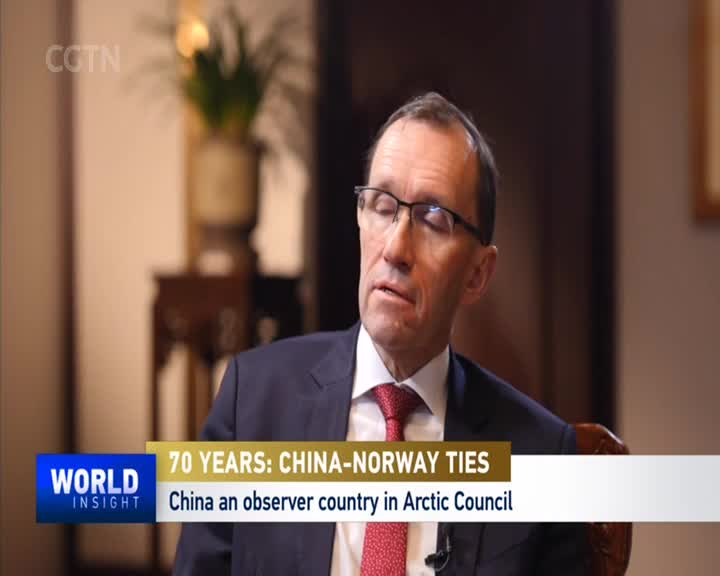 CGTN
70 YEARS: CHINA-NORWAY TIES
WORLD
INSIGHT
China an observer country in Arctic Council